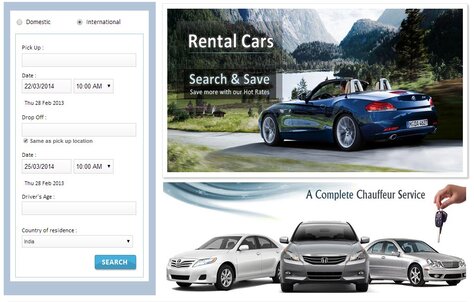 Domestic
International
Pick Up :
Date :
22/03/2014
10:00 AM
Thu 28 Feb 2013
Drop Off :
Same as pick up location
Date :
25/03/2014
10:00 AM
Thu 28 Feb 2013
Driver's Age :
Country of residence :
India
SEARCH
Rental Cars
Search & Save
Save more with our Hot Rates
A Complete Chauffeur Service